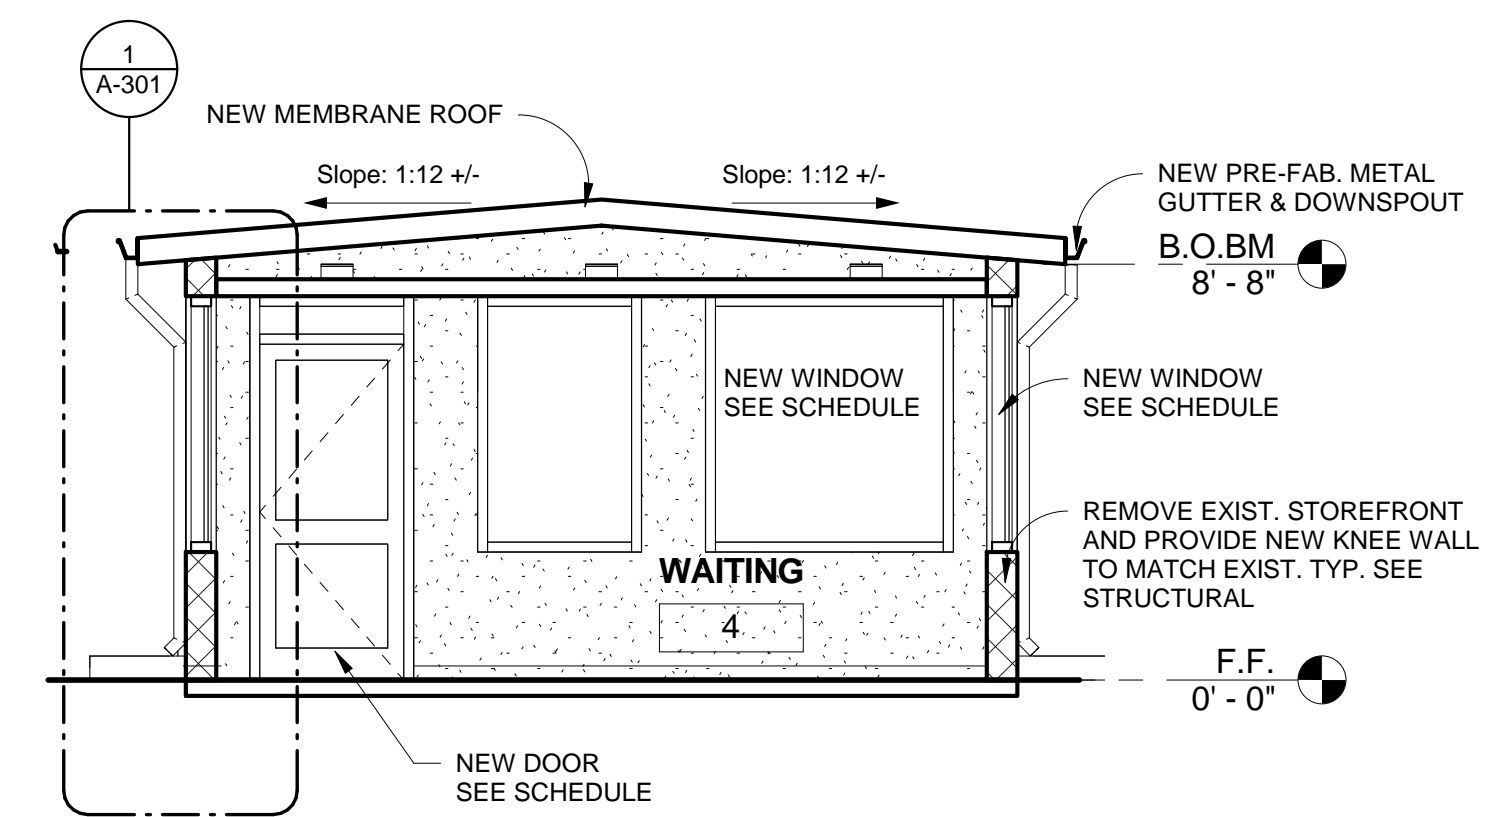 1
A-301
NEW MEMBRANE ROOF
Slope: 1:12 +/-
Slope: 1:12 +/-
NEW PRE-FAB. METAL
GUTTER & DOWNSPOUT
B.O.BM
8' - 8"
NEW WINDOW
SEE SCHEDULE
NEW WINDOW
SEE SCHEDULE
REMOVE EXIST. STOREFRONT
AND PROVIDE NEW KNEE WALL
TO MATCH EXIST. TYP. SEE
STRUCTURAL
WAITING
4
F.F.
0' - 0"
NEW DOOR
SEE SCHEDULE